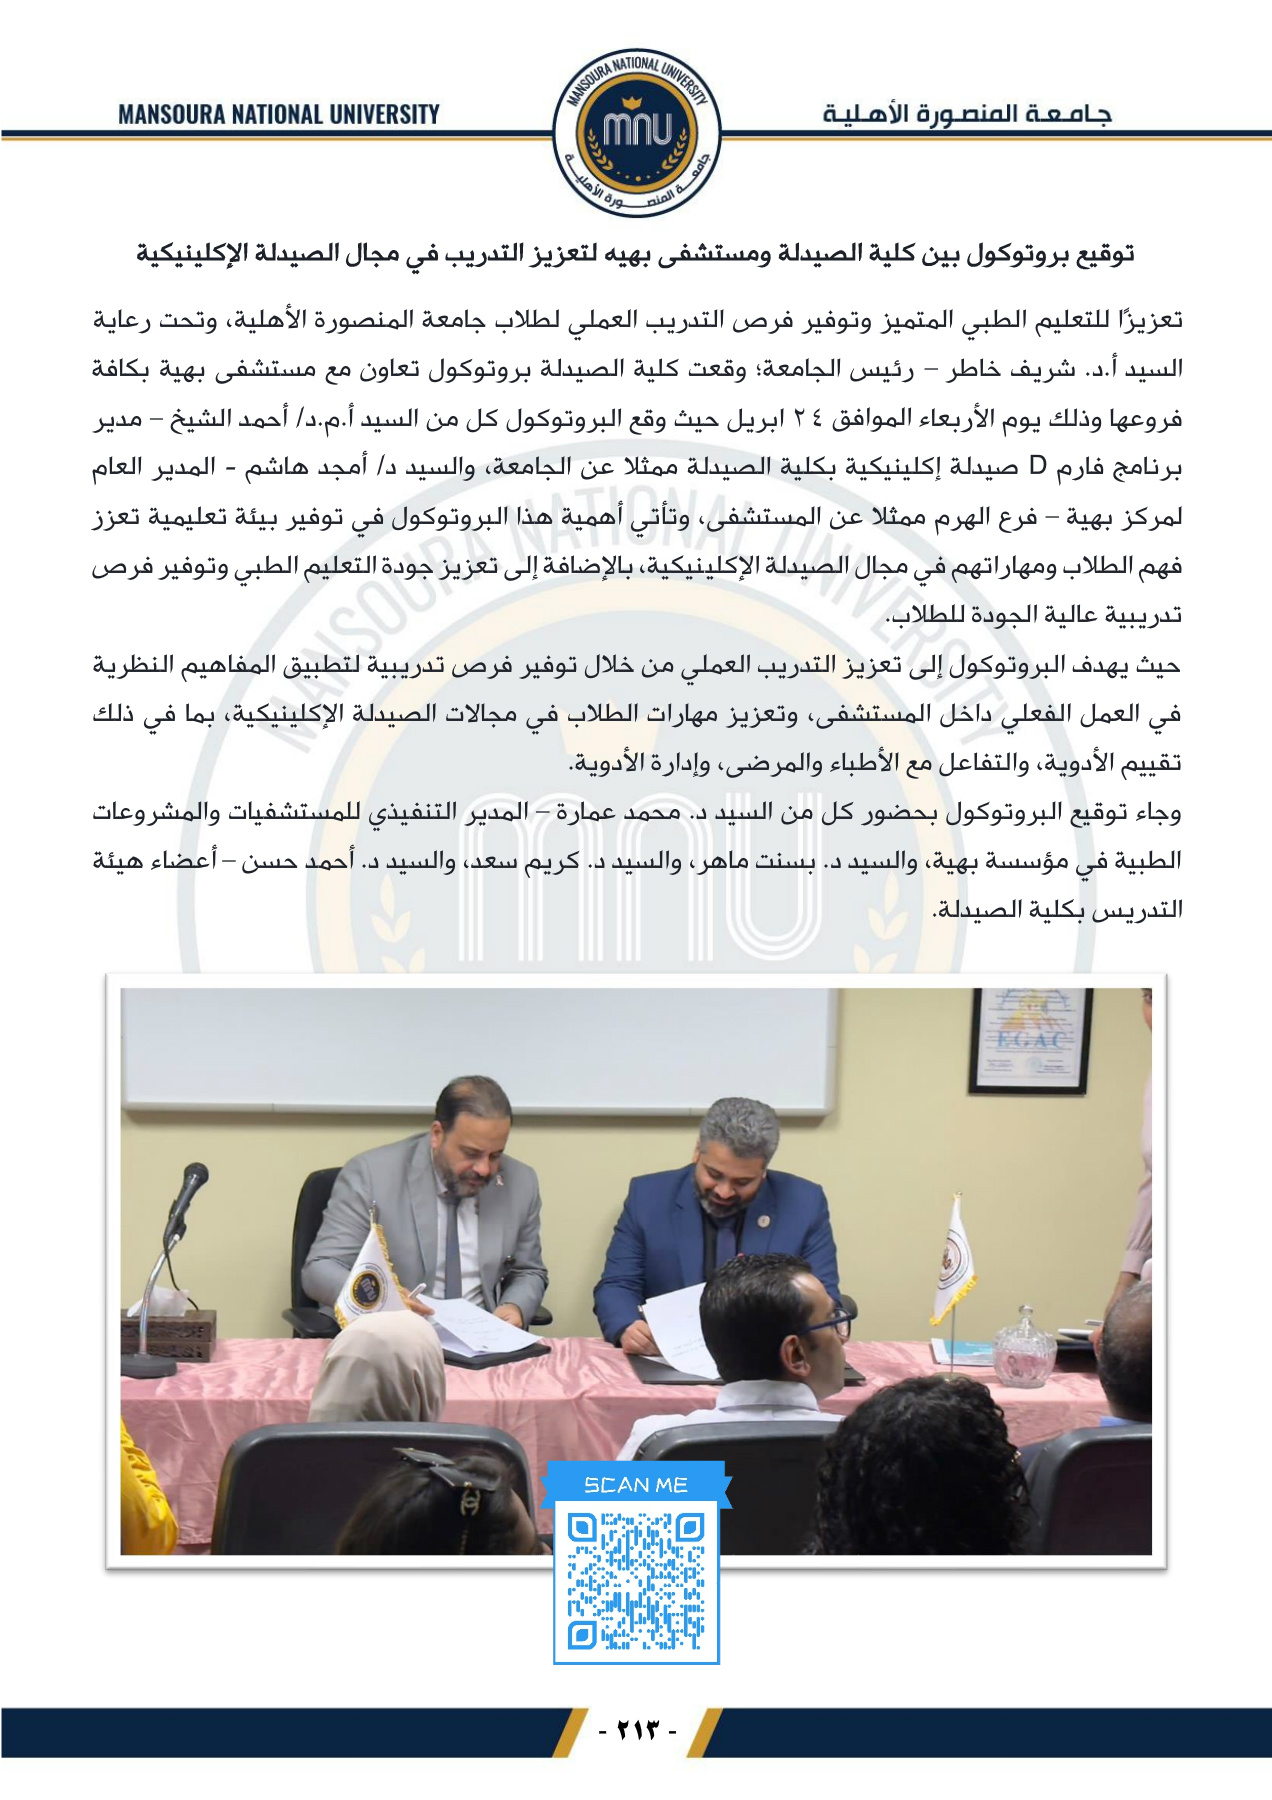 MANSOURA NATIONAL UNIVERSITY
جامعة المنصورة الأهلية
MANSOURA NATIONAL UNIVERSITY
mnu
جامعة المنصورة الأهلية
توقيع بروتوكول بين كلية الصيدلة ومستشفى بهيه لتعزيز التدريب في مجال الصيدلة الإكلينيكية
تعزيزًا للتعليم الطبي المتميز وتوفير فرص التدريب العملي لطلاب جامعة المنصورة الأهلية، وتحت رعاية
السيد أ.د. شريف خاطر – رئيس الجامعة؛ وقعت كلية الصيدلة بروتوكول تعاون مع مستشفى بهية بكافة
فروعها وذلك يوم الأربعاء الموافق ٢٤ ابريل حيث وقع البروتوكول كل من السيد أ.م.د/ أحمد الشيخ – مدير
برنامج فارم D صيدلة إكلينيكية بكلية الصيدلة ممثلا عن الجامعة، والسيد د/ أمجد هاشم - المدير العام
لمركز بهية – فرع الهرم ممثلا عن المستشفى، وتأتي أهمية هذا البروتوكول في توفير بيئة تعليمية تعزز
فهم الطلاب ومهاراتهم في مجال الصيدلة الإكلينيكية، بالإضافة إلى تعزيز جودة التعليم الطبي وتوفير فرص
تدريبية عالية الجودة للطلاب.
حيث يهدف البروتوكول إلى تعزيز التدريب العملي من خلال توفير فرص تدريبية لتطبيق المفاهيم النظرية
في العمل الفعلي داخل المستشفى، وتعزيز مهارات الطلاب في مجالات الصيدلة الإكلينيكية، بما في ذلك
تقييم الأدوية، والتفاعل مع الأطباء والمرضى، وإدارة الأدوية.
وجاء توقيع البروتوكول بحضور كل من السيد د. محمد عمارة – المدير التنفيذي للمستشفيات والمشروعات
الطبية في مؤسسة بهية، والسيد د. بسنت ماهر، والسيد د. كريم سعد، والسيد د. أحمد حسن – أعضاء هيئة
التدريس بكلية الصيدلة.
EGAC
mnu
SCAN ME
- ٢١٣ -